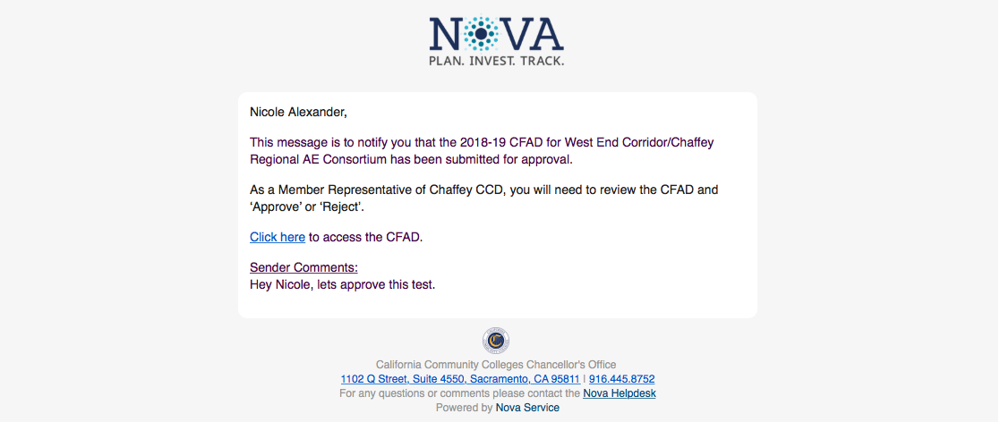 NOVA
PLAN. INVEST. TRACK.
Nicole Alexander,
This message is to notify you that the 2018-19 CFAD for West End Corridor/Chaffey
Regional AE Consortium has been submitted for approval.
As a Member Representative of Chaffey CCD, you will need to review the CFAD and
‘Approve’ or ‘Reject’.
Click here to access the CFAD.
Sender Comments:
Hey Nicole, lets approve this test.
California Community Colleges Chancellor's Office
1102 Q Street, Suite 4550, Sacramento, CA 95811 | 916.445.8752
For any questions or comments please contact the Nova Helpdesk
Powered by Nova Service